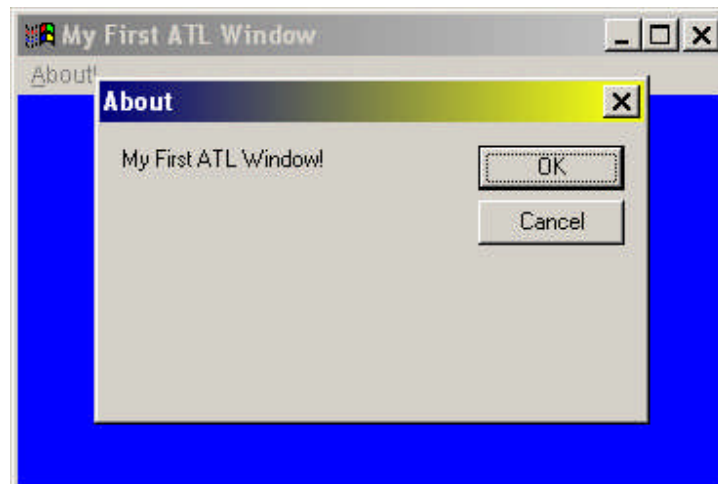 My First ATL Window
About!
About
My First ATL Window!
OK
Cancel